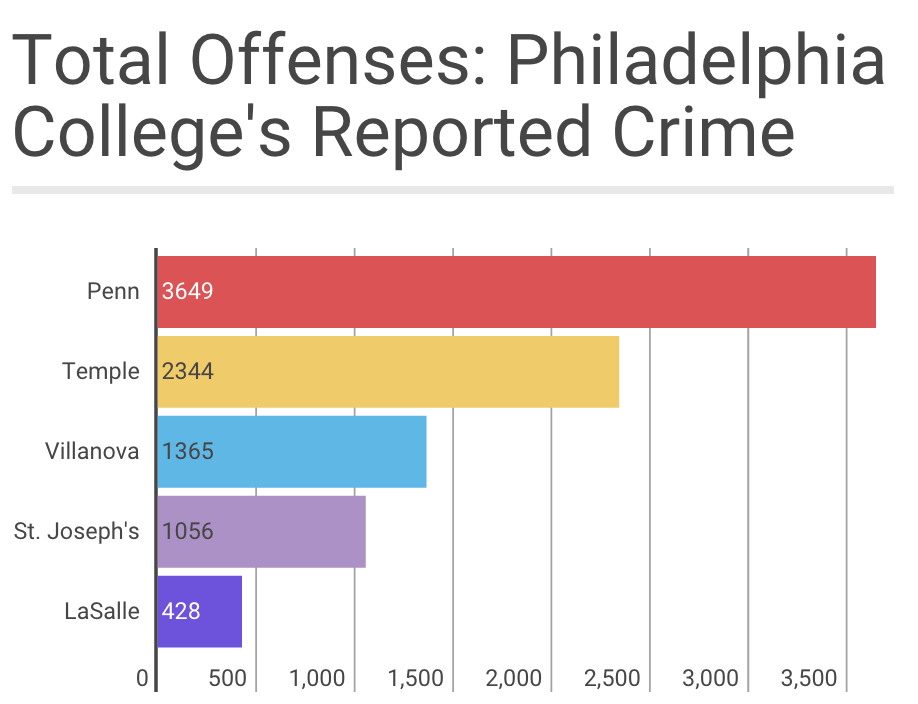 Total Offenses: Philadelphia
College's Reported Crime
Penn 3649
Temple 2344
Villanova 1365
St. Joseph's 1056
LaSalle 428
0 500 1,000 1,500 2,000 2,500 3,000 3,500